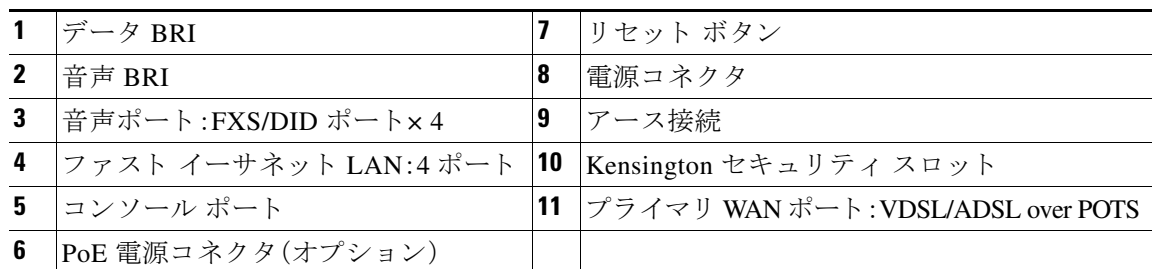 1 データ BRI 7 リセット ボタン
2 音声 BRI 8 電源コネクタ
3 音声ポート:FXS/DID ポート× 4 9 アース接続
4 ファスト イーサネット LAN:4 ポート 10 Kensington セキュリティ スロット
5 コンソール ポート 11 プライマリ WAN ポート:VDSL/ADSL over POTS
6 PoE 電源コネクタ(オプション)